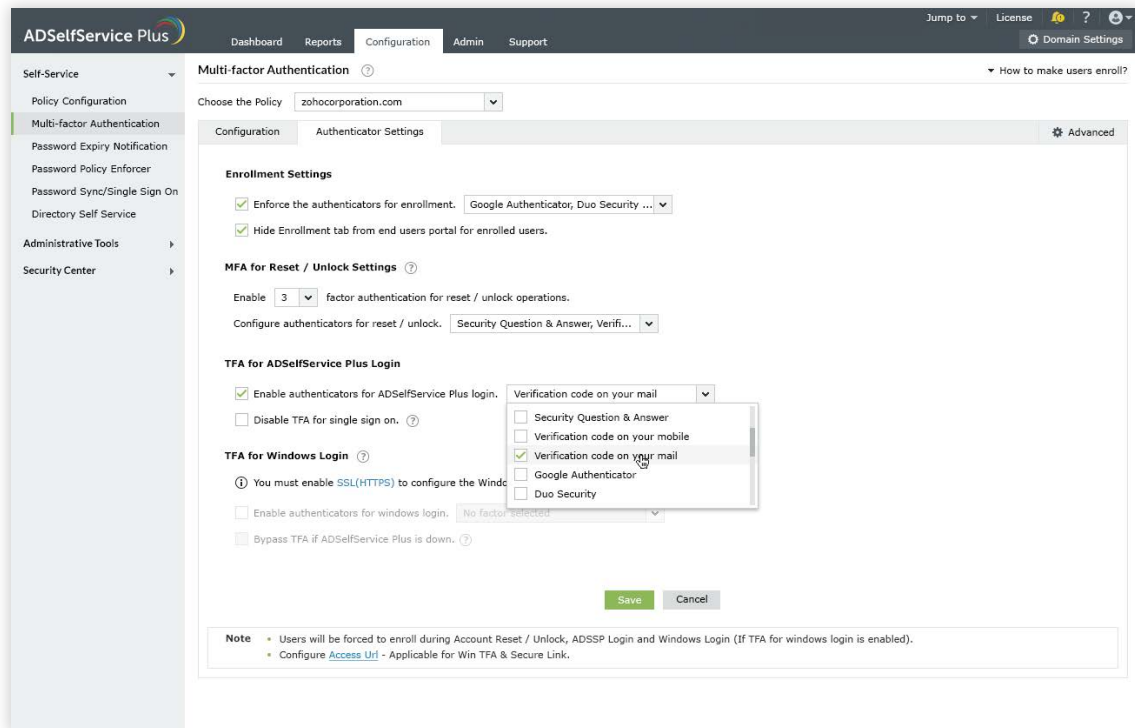 Jump to
License
?
ADSelfService Plus
Dashboard
Reports
Configuration
Admin
Support
Domain Settings
Self-Service
Policy Configuration
Multi-factor Authentication
Password Expiry Notification
Password Policy Enforcer
Password Sync/Single Sign On
Directory Self Service
Administrative Tools
Security Center
Multi-factor Authentication ?
How to make users enroll?
Choose the Policy zohocorporation.com
Configuration
Authenticator Settings
Advanced
Enrollment Settings
Enforce the authenticators for enrollment. Google Authenticator, Duo Security ...
Hide Enrollment tab from end users portal for enrolled users.
MFA for Reset / Unlock Settings ?
Enable 3 factor authentication for reset / unlock operations.
Configure authenticators for reset / unlock. Security Question & Answer, Verifi...
TFA for ADSelfService Plus Login
Enable authenticators for ADSelfService Plus login. Verification code on your mail
Security Question & Answer
Verification code on your mobile
Verification code on your mail
Google Authenticator
Duo Security
Disable TFA for single sign on. ?
TFA for Windows Login ?
You must enable SSL(HTTPS) to configure the
Enable authenticators for windows login. No factor selected
Bypass TFA if ADSelfService Plus is down. ?
Save
Cancel
Note • Users will be forced to enroll during Account Reset / Unlock, ADSSP Login and Windows Login (If TFA for windows login is enabled).
• Configure Access Url - Applicable for Win TFA & Secure Link.